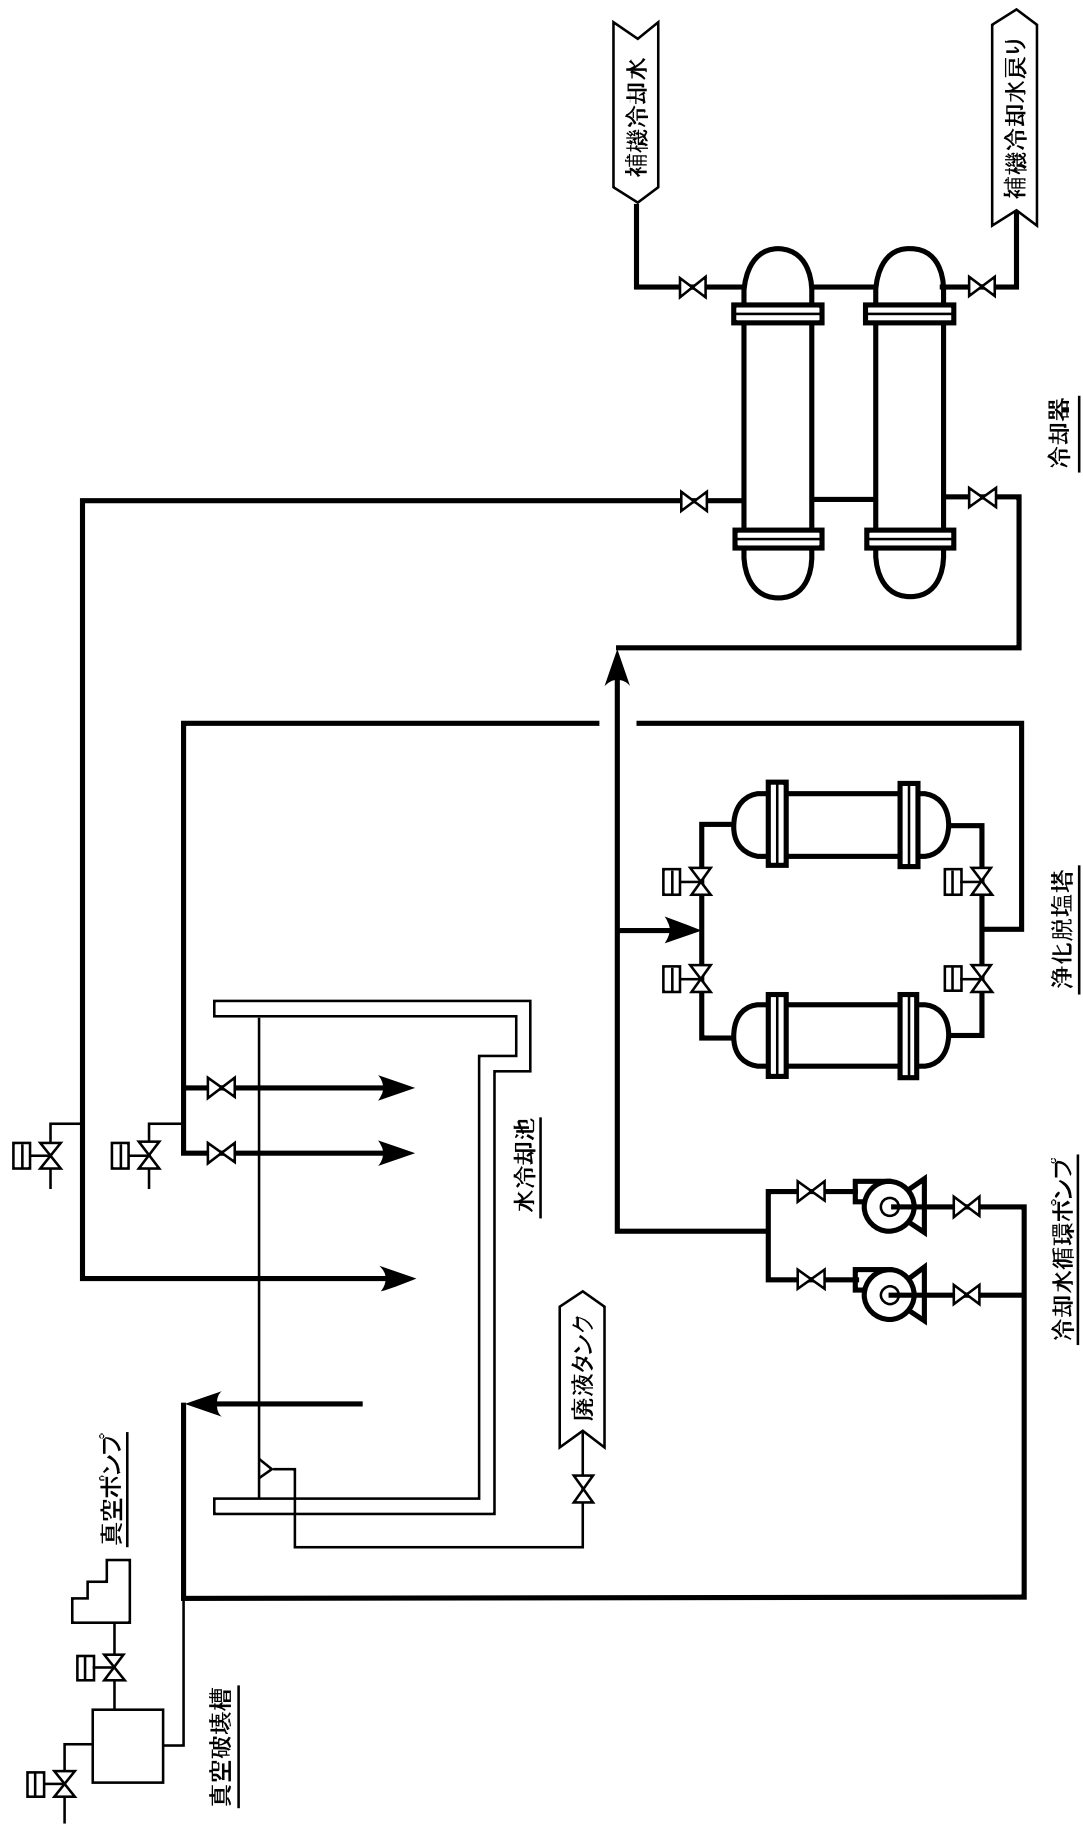 補機冷却水
補機冷却水戻り
冷却器
浄化脱塩塔
水冷却池
冷却水循環ポンプ
廃液タンク
真空ポンプ
真空破壊槽